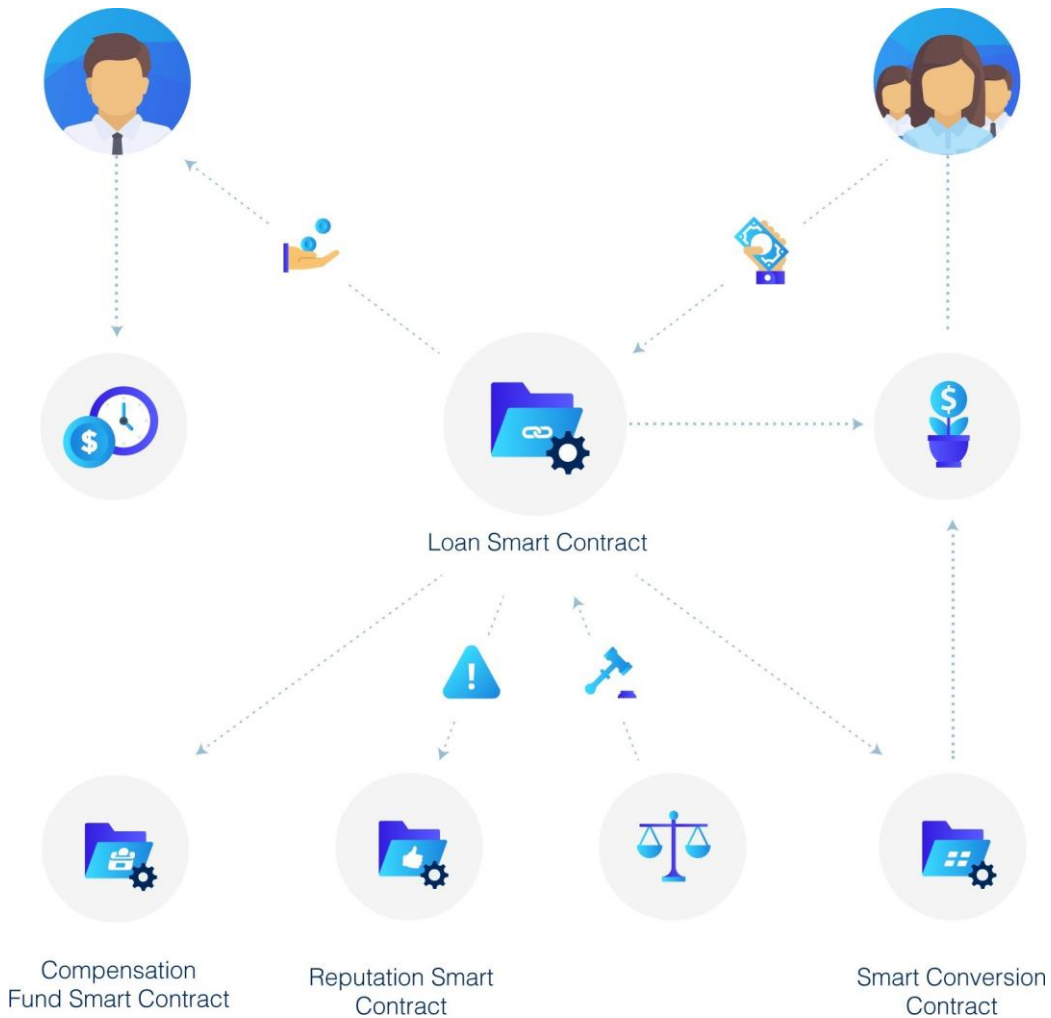 $
$
Loan Smart Contract
!
Compensation
Fund Smart Contract
Reputation Smart
Contract
Smart Conversion
Contract